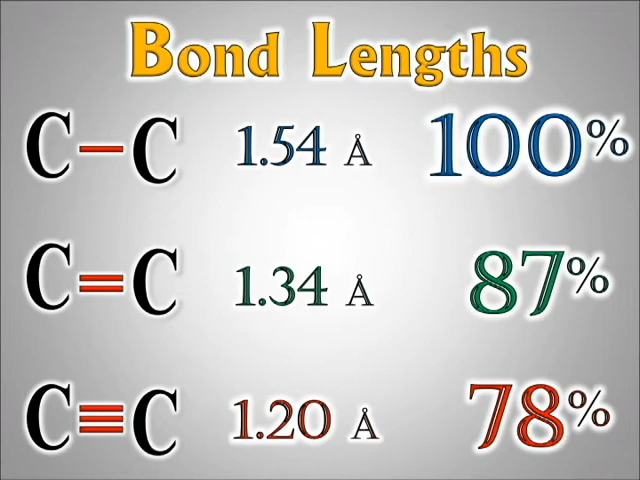 Bond Lengths
C–C 1.54 Å 100%
C=C 1.34 Å 87%
C≡C 1.20 Å 78%